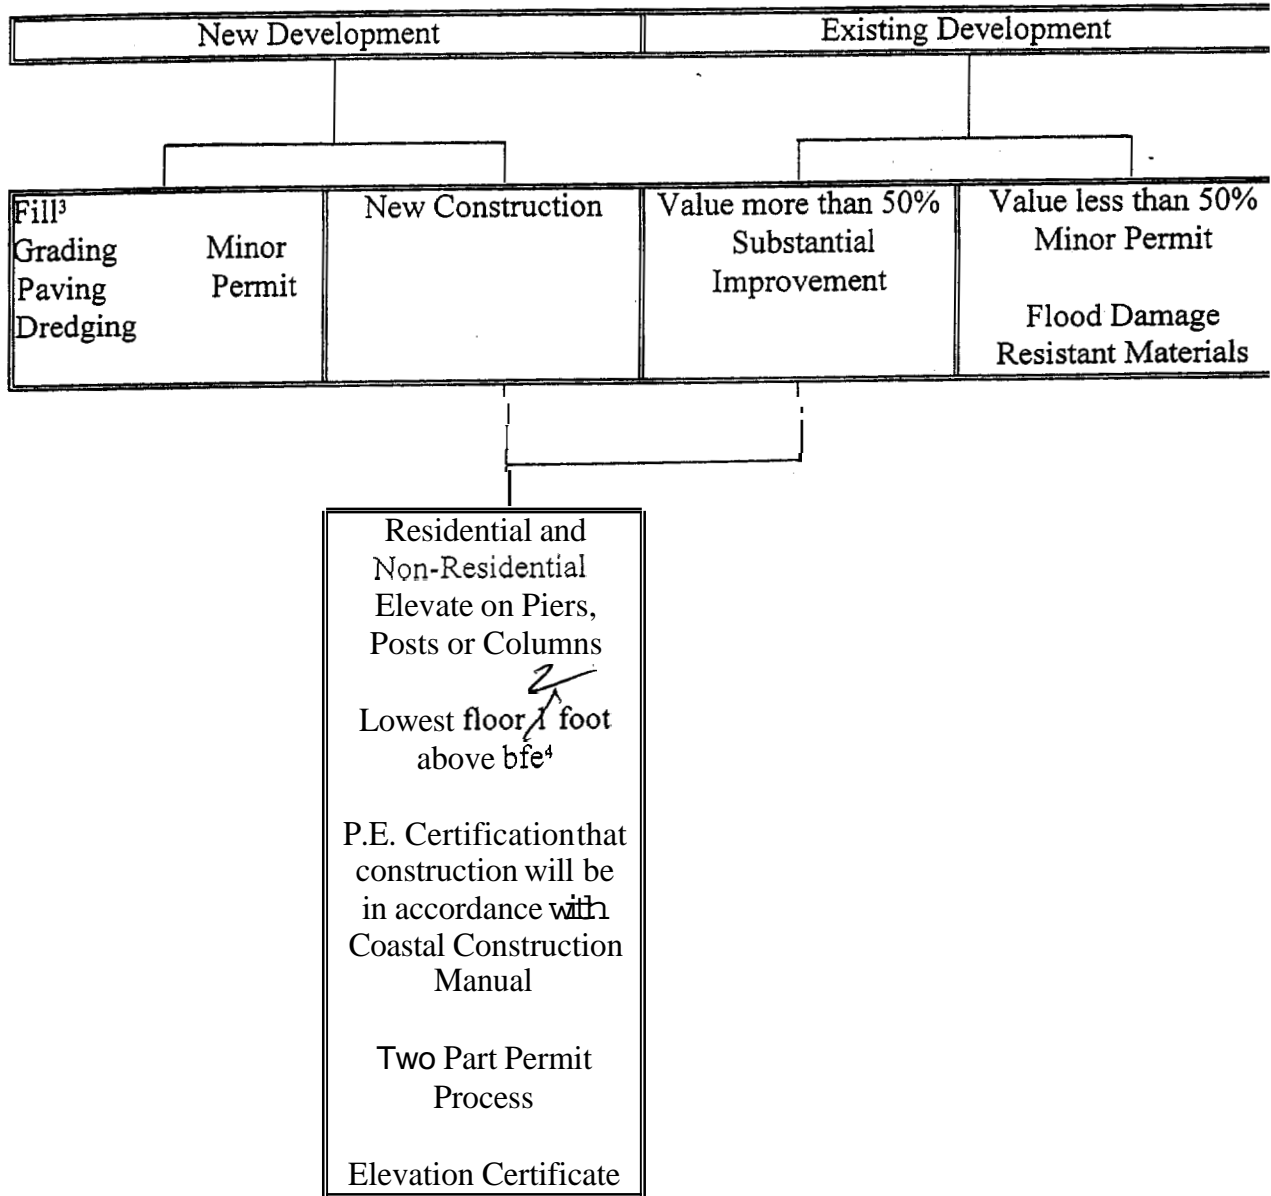 New Development
Existing Development
Fill³
Grading Minor
Paving Permit
Dredging
New Construction
Value more than 50%
Substantial
Improvement
Value less than 50%
Minor Permit
Flood Damage
Resistant Materials
Residential and
Non-Residential
Elevate on Piers,
Posts or Columns
2
Lowest floor 1 foot
above bfe⁴
P.E. Certification that
construction will be
in accordance with
Coastal Construction
Manual
Two Part Permit
Process
Elevation Certificate